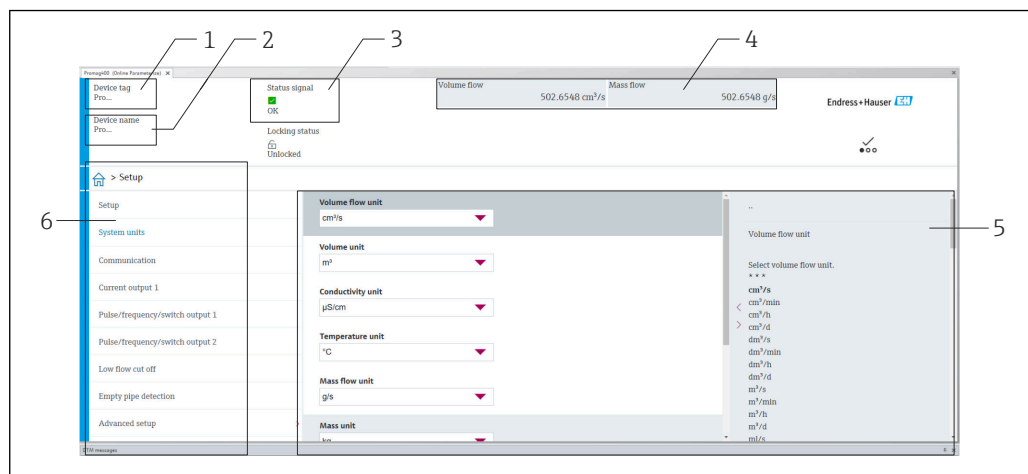 1
2
3
4
Promag400 (Online Parameterize) ×
Device tag
Pro...
Device name
Pro...
Status signal
OK
Locking status
Unlocked
Volume flow
502.6548 cm³/s
Mass flow
502.6548 g/s
Endress+Hauser EH
> Setup
6
5
Setup
System units
Communication
Current output 1
Pulse/frequency/switch output 1
Pulse/frequency/switch output 2
Low flow cut off
Empty pipe detection
Advanced setup
Volume flow unit
cm³/s
Volume unit
m³
Conductivity unit
µS/cm
Temperature unit
°C
Mass flow unit
g/s
Mass unit
kg
..
Volume flow unit
Select volume flow unit.
* * *
cm³/s
cm³/min
cm³/h
cm³/d
dm³/s
dm³/min
dm³/h
dm³/d
m³/s
m³/min
m³/h
m³/d
ml/s
DTM messages